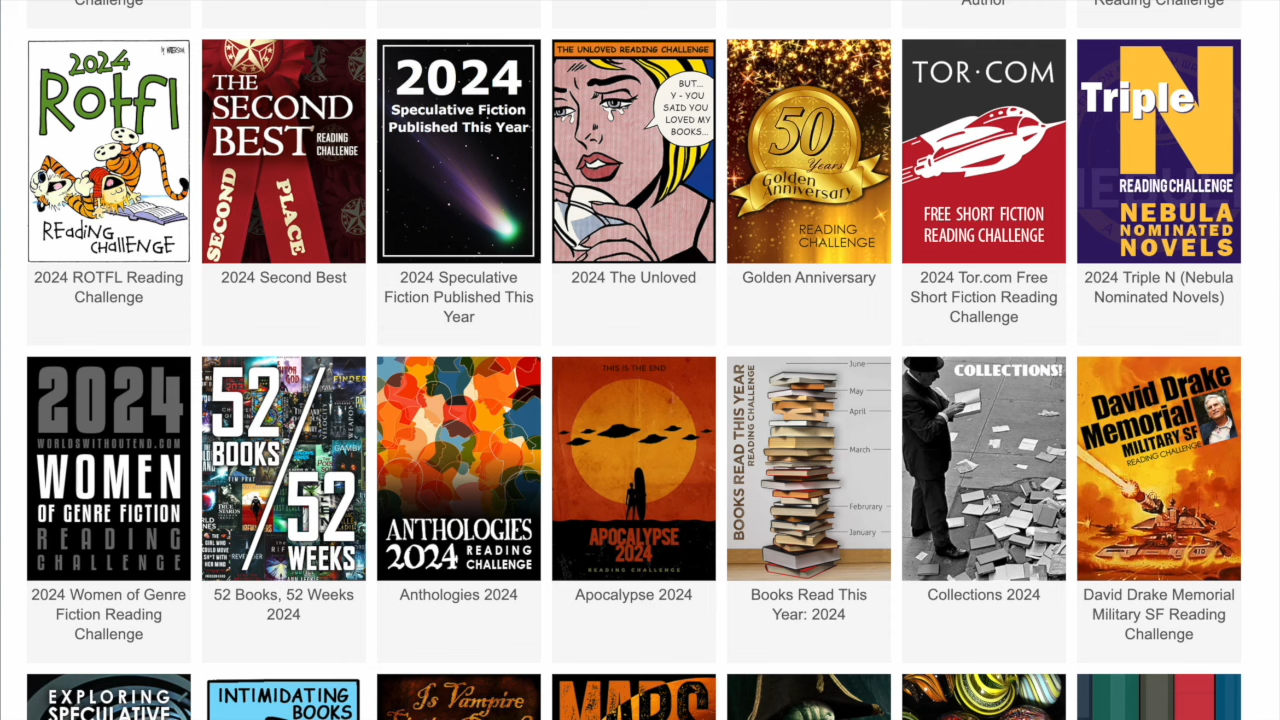 Challenge
Author
Reading Challenge
2024
Rotfl
REading
challENGE
THE
SECOND
BEST
READING
CHALLENGE
SECOND
PLACE
2024
Speculative Fiction
Published This Year
THE UNLOVED READING CHALLENGE
BUT...
Y - YOU
SAID YOU
LOVED MY
BOOKS...
50
Years
Golden
Anniversary
READING
CHALLENGE
TOR·COM
FREE SHORT FICTION
READING CHALLENGE
Triple
N
READING CHALLENGE
NEBULA
NOMINATED
NOVELS
2024 ROTFL Reading
Challenge
2024 Second Best
2024 Speculative
Fiction Published This
Year
2024 The Unloved
Golden Anniversary
2024 Tor.com Free
Short Fiction Reading
Challenge
2024 Triple N (Nebula
Nominated Novels)
2024
WORLDSWITHOUTEND.COM
WOMEN
OF GENRE FICTION
READING
CHALLENGE
52
BOOKS
52
WEEKS
ANTHOLOGIES
2024 READING
CHALLENGE
THIS IS THE END
APOCALYPSE
2024
READING CHALLENGE
BOOKS READ THIS YEAR
READING CHALLENGE
June
May
April
March
Februrary
January
COLLECTIONS!
David Drake
Memorial
MILITARY SF
READING CHALLENGE
2024 Women of Genre
Fiction Reading
Challenge
52 Books, 52 Weeks
2024
Anthologies 2024
Apocalypse 2024
Books Read This
Year: 2024
Collections 2024
David Drake Memorial
Military SF Reading
Challenge
EXPLORING
SPECULATIVE
INTIMIDATING
BOOKS
Is Vampire
MARS